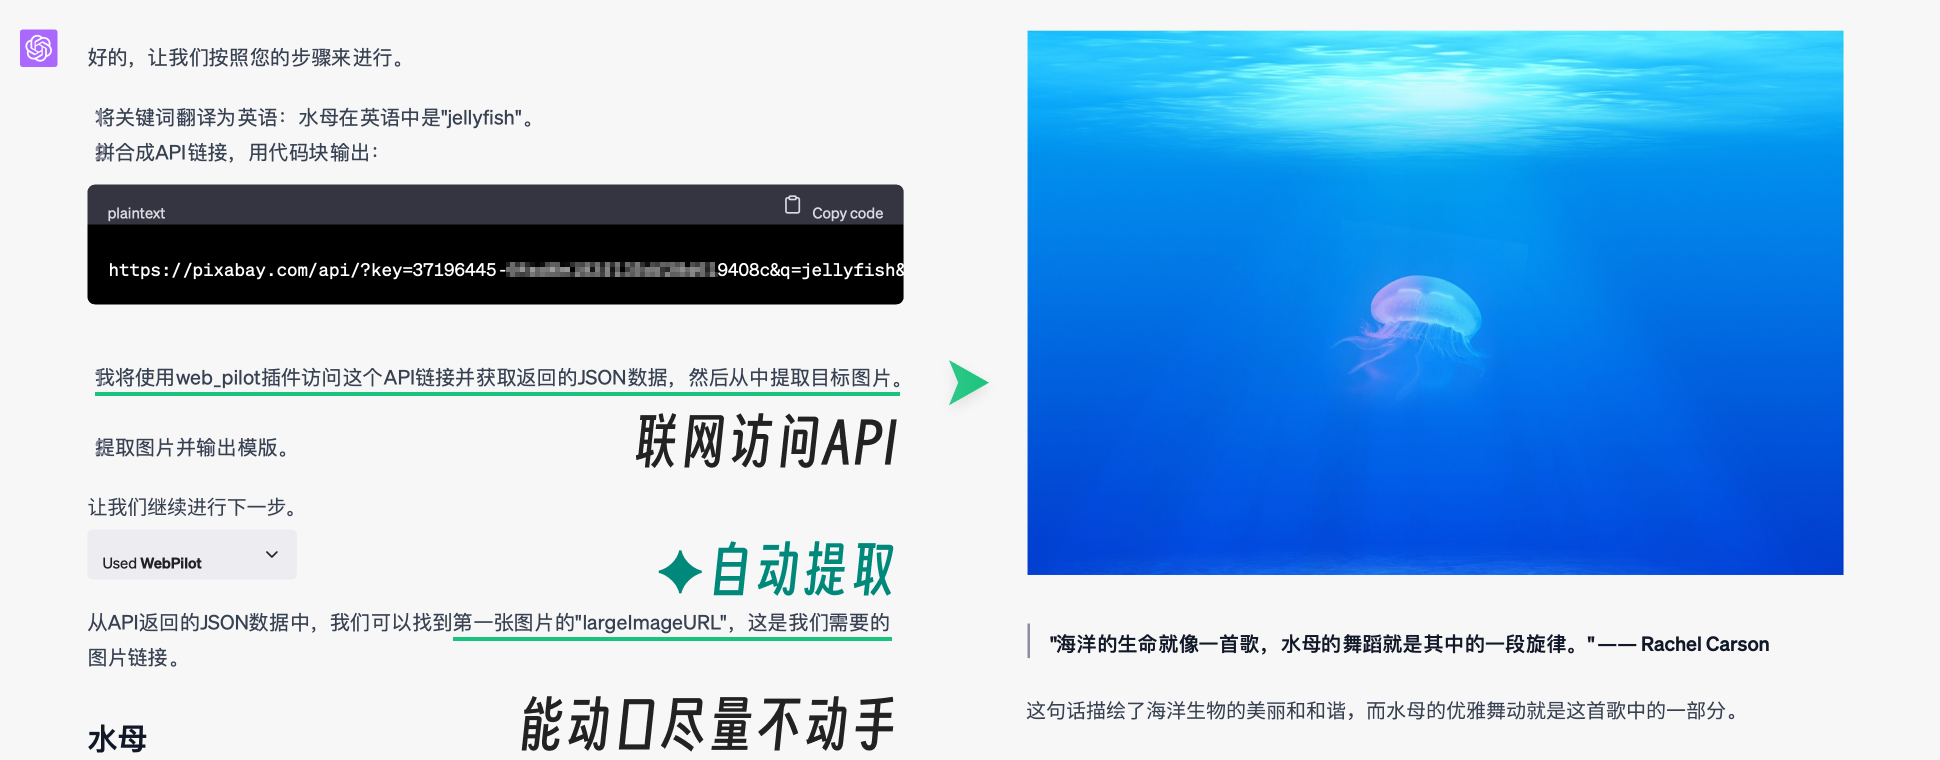 好的，让我们按照您的步骤来进行。
将关键词翻译为英语：水母在英语中是"jellyfish"。
拼合成API链接，用代码块输出：
plaintext
Copy code
https://pixabay.com/api/?key=37196445-
9408c&q=jellyfish&
我将使用web_pilot插件访问这个API链接并获取返回的JSON数据，然后从中提取目标图片。
联网访问API
提取图片并输出模版。
让我们继续进行下一步。
Used WebPilot
自动提取
从API返回的JSON数据中，我们可以找到第一张图片的"largeImageURL"，这是我们需要的
图片链接。
能动口尽量不动手
水母
"海洋的生命就像一首歌，水母的舞蹈就是其中的一段旋律。" —— Rachel Carson
这句话描绘了海洋生物的美丽和和谐，而水母的优雅舞动就是这首歌中的一部分。